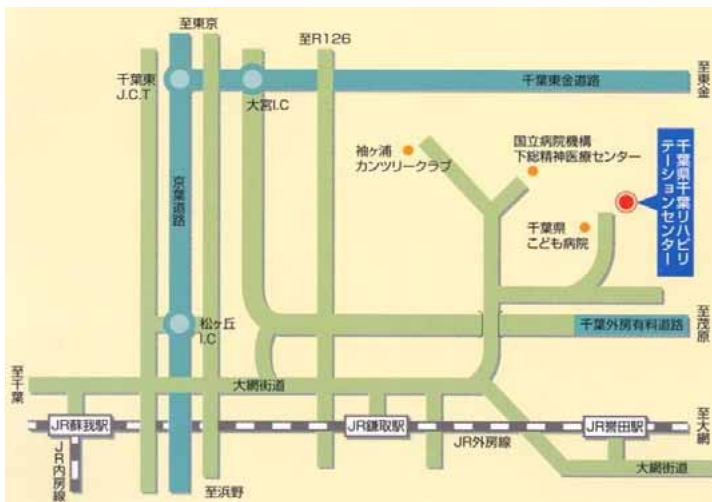 至東京
至R126
千葉東
J.C.T
大宮I.C
千葉東金道路
至東金
袖ヶ浦
カンツリークラブ
国立病院機構
下総精神医療センター
千葉県千葉リハビリ
テーションセンター
千葉県
こども病院
京葉道路
松ヶ丘
I.C
千葉外房有料道路
至茂原
至千葉
大網街道
JR蘇我駅
JR鎌取駅
JR誉田駅
至大網
JR外房線
JR内房線
至浜野
大網街道